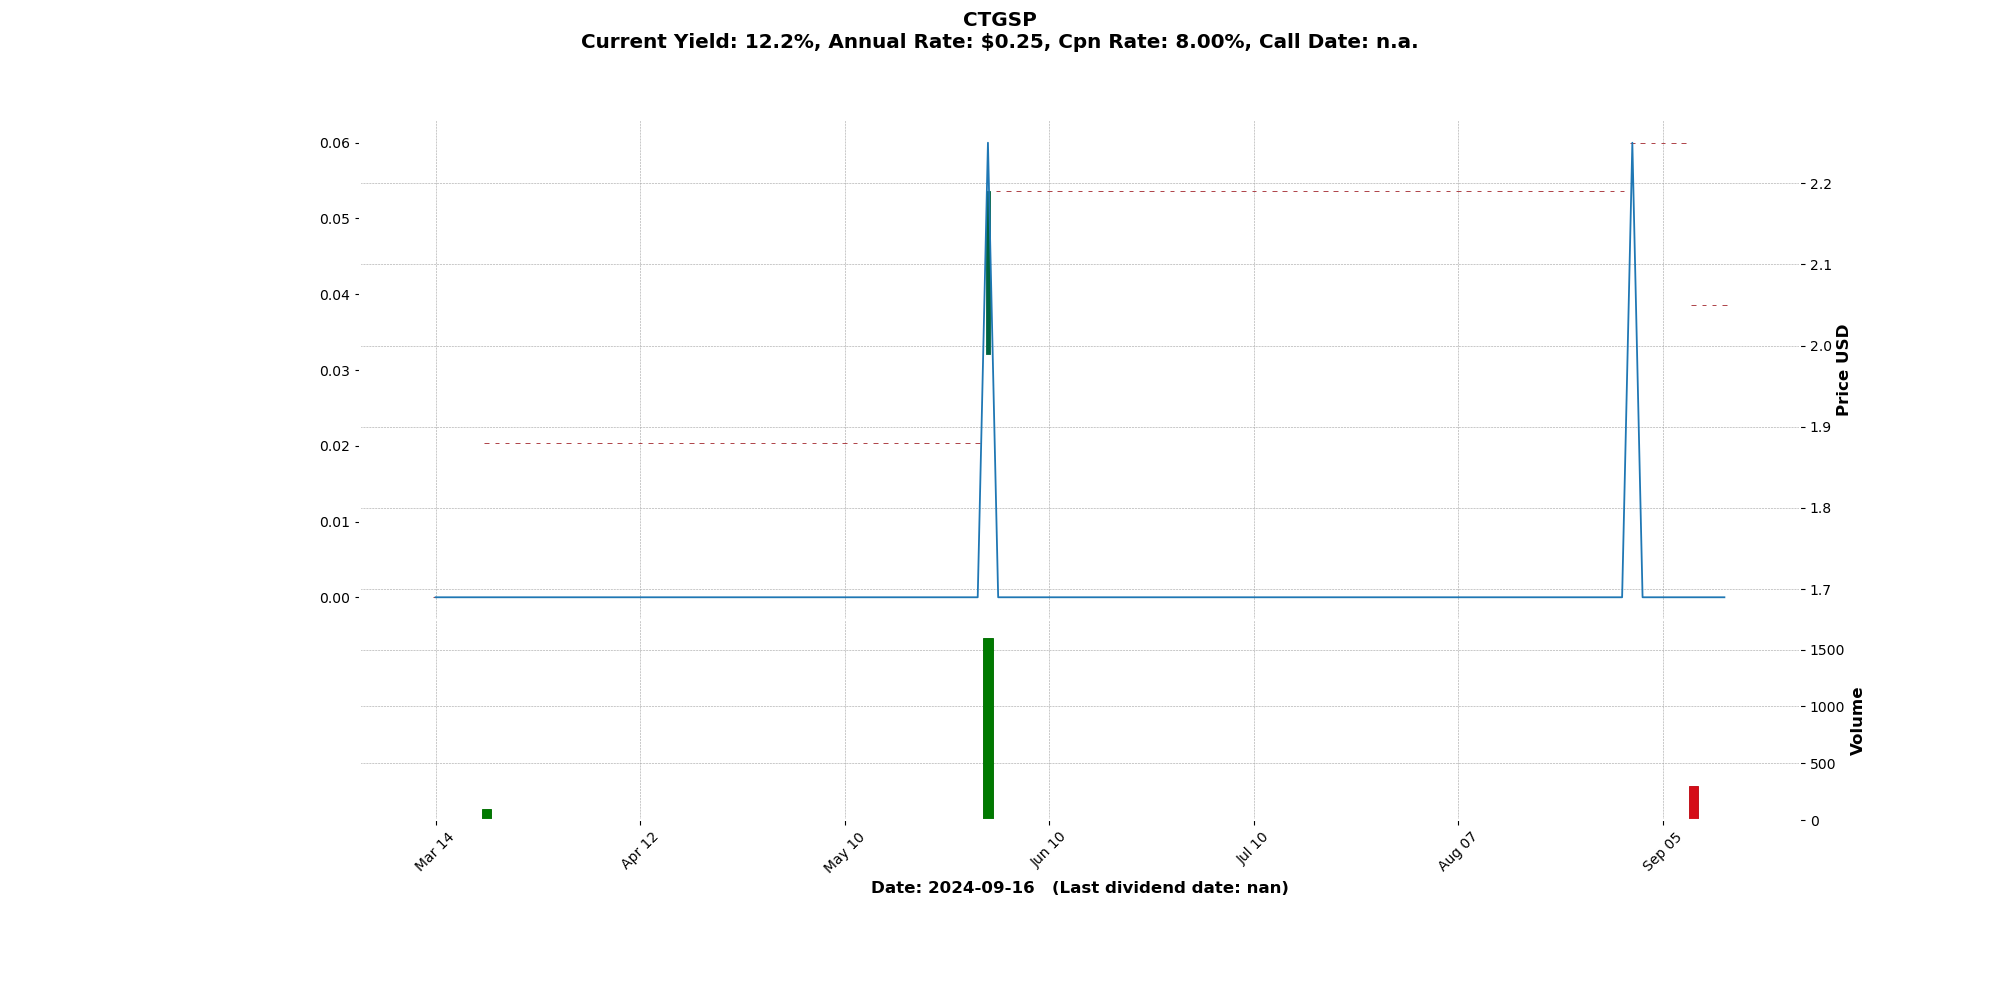 CTGSP
Current Yield: 12.2%, Annual Rate: $0.25, Cpn Rate: 8.00%, Call Date: n.a.
0.06
0.05
0.04
0.03
0.02
0.01
0.00
2.2
2.1
2.0
1.9
1.8
1.7
Price USD
1500
1000
500
0
Volume
Mar 14
Apr 12
May 10
Jun 10
Jul 10
Aug 07
Sep 05
Date: 2024-09-16   (Last dividend date: nan)